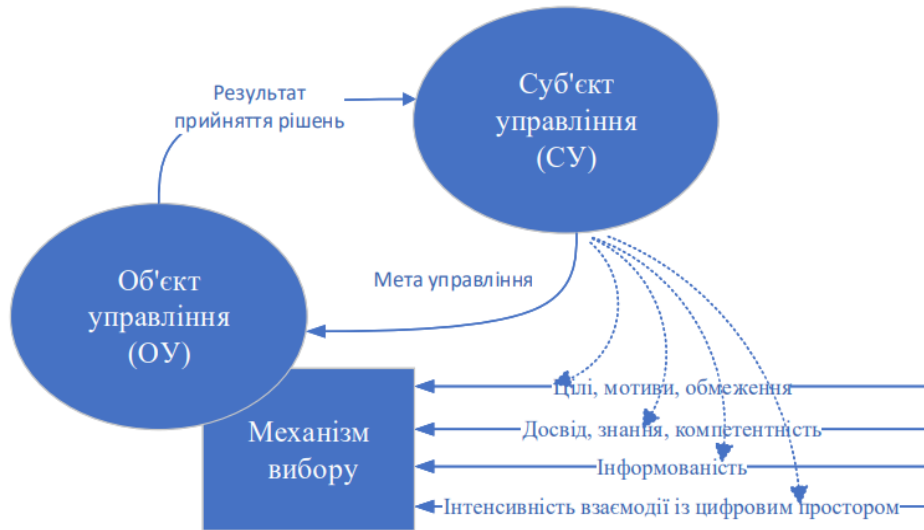 Результат
прийняття рішень
Суб'єкт
управління
(СУ)
Мета управління
Об'єкт
управління
(ОУ)
Механізм
вибору
Цілі, мотиви, обмеження
Досвід, знання, компетентність
Інформованість
Інтенсивність взаємодії із цифровим простором